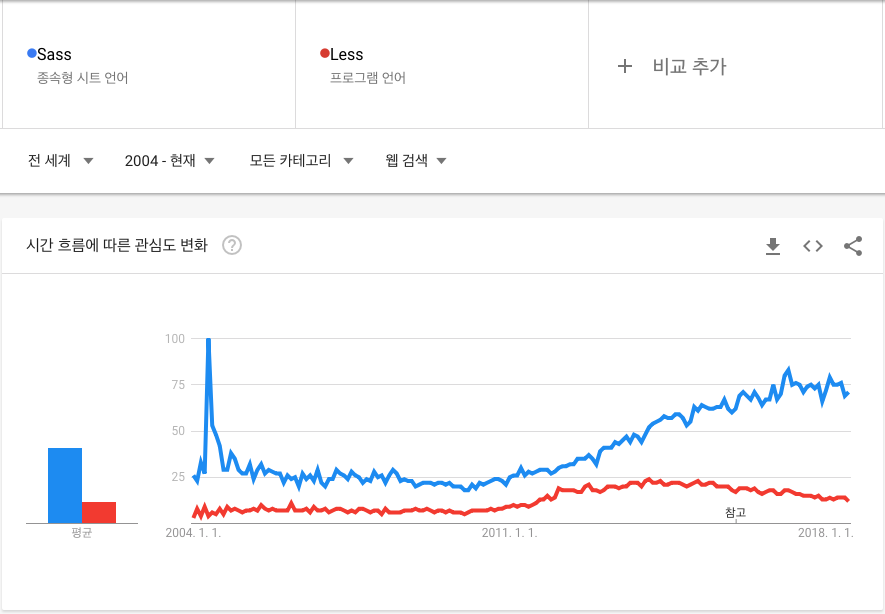 Sass
종속형 시트 언어
Less
프로그램 언어
+ 비교 추가
전 세계
2004 - 현재
모든 카테고리
웹 검색
시간 흐름에 따른 관심도 변화 ?
100
75
50
25
평균
2004. 1. 1.
2011. 1. 1.
2018. 1. 1.
참고